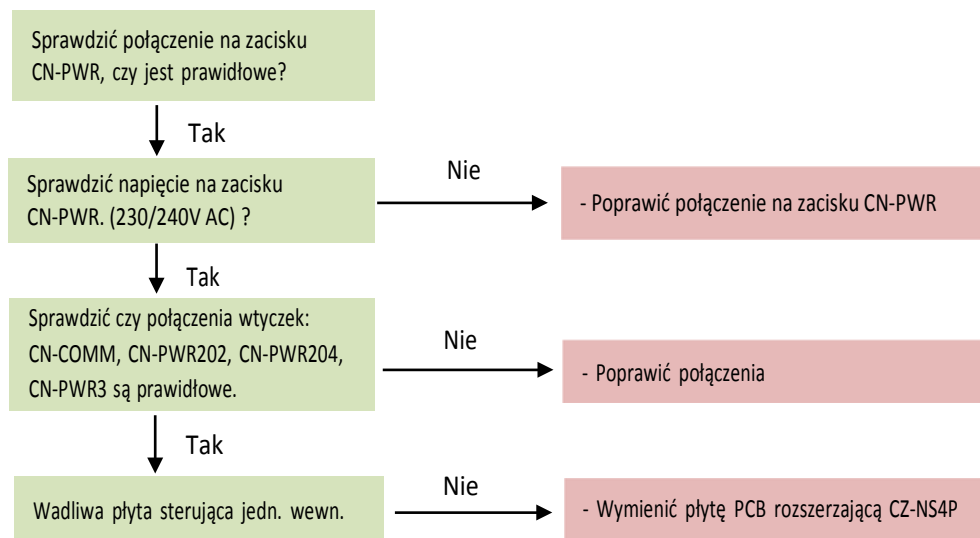 Sprawdzić połączenie na zacisku
CN-PWR, czy jest prawidłowe?
Tak
Sprawdzić napięcie na zacisku
CN-PWR. (230/240V AC) ?
Nie
- Poprawić połączenie na zacisku CN-PWR
Tak
Sprawdzić czy połączenia wtyczek:
CN-COMM, CN-PWR202, CN-PWR204,
CN-PWR3 są prawidłowe.
Nie
- Poprawić połączenia
Tak
Wadliwa płyta sterująca jedn. wewn.
Nie
- Wymienić płytę PCB rozszerzającą CZ-NS4P